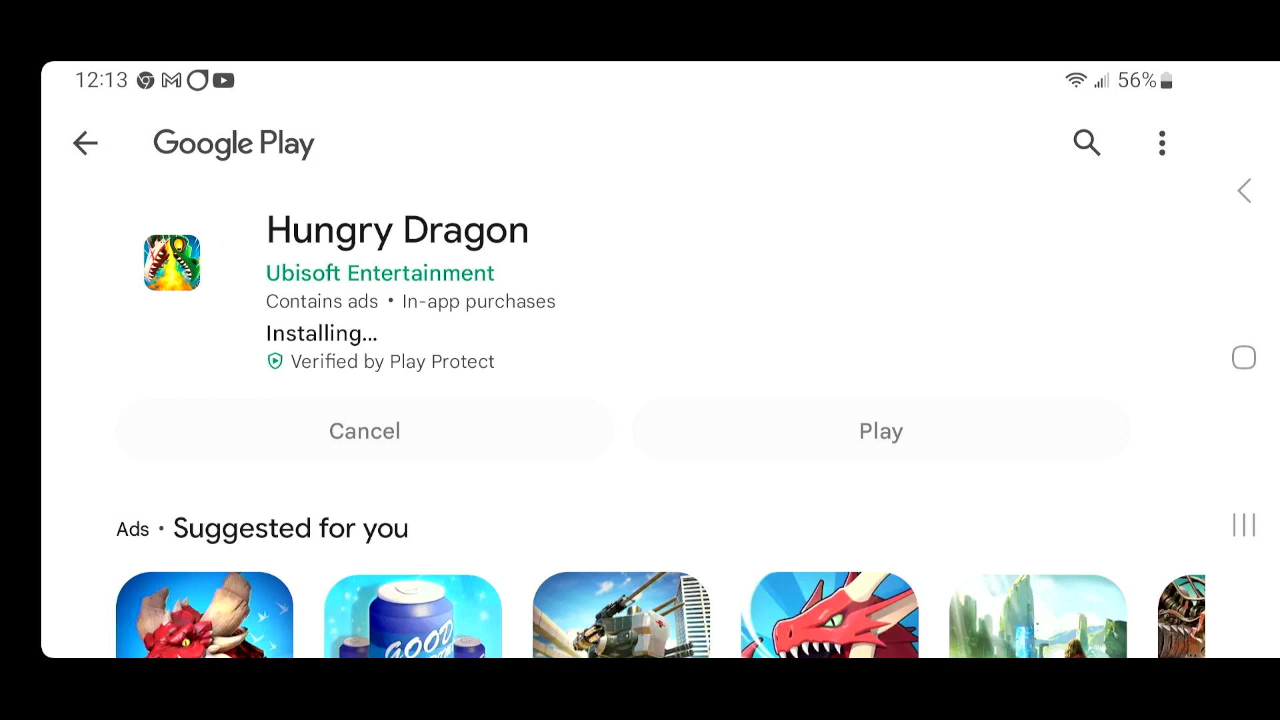 12:13 56%
Google Play
Hungry Dragon
Ubisoft Entertainment
Contains ads • In-app purchases
Installing...
Verified by Play Protect
Cancel Play
Ads • Suggested for you
GOOD